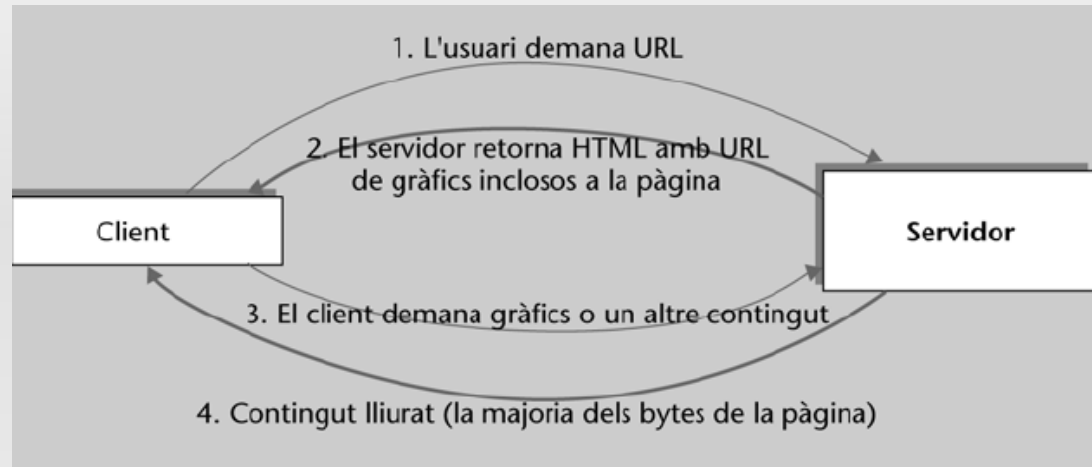 1. L'usuari demana URL
2. El servidor retorna HTML amb URL
de gràfics inclosos a la pàgina
Client
Servidor
3. El client demana gràfics o un altre contingut
4. Contingut lliurat (la majoria dels bytes de la pàgina)